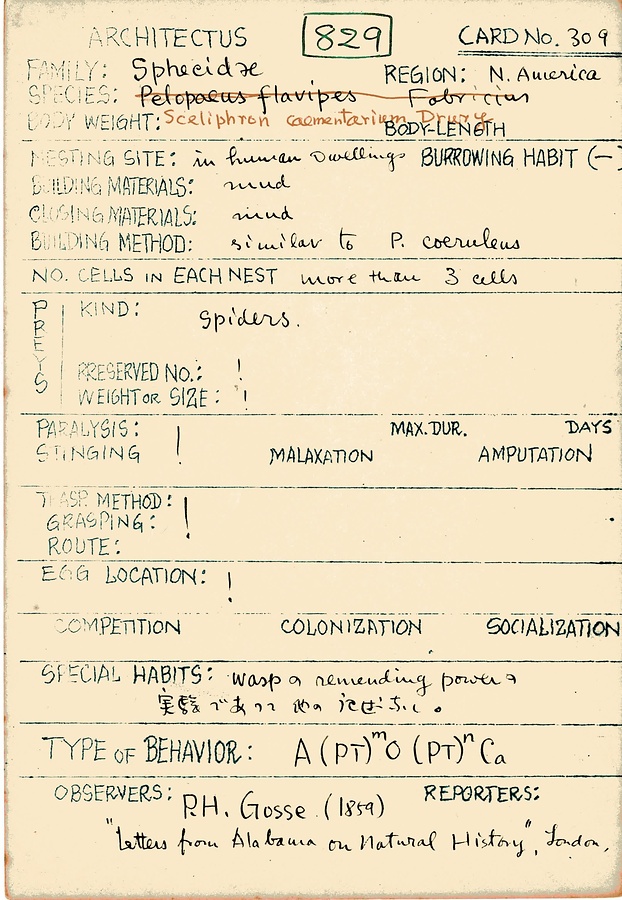 ARCHITECTUS 829 CARD No. 309
FAMILY: Sphecidae REGION: N. America
SPECIES: Pelopoeus flavipes Fabricius
BODY WEIGHT: Sceliphron caementarium Drury BODY-LENGTH
NESTING SITE: in human dwellings BURROWING HABIT (—)
BUILDING MATERIALS: mud
CLOSING MATERIALS: mud
BUILDING METHOD: similar to P. coeruleus
NO. CELLS IN EACH NEST more than 3 cells
PREYS KIND: Spiders.
PRESERVED NO.: !
WEIGHT OR SIZE: !
PARALYSIS: ! MAX. DUR. DAYS
STINGING MALAXATION AMPUTATION
TRASP. METHOD: !
GRASPING:
ROUTE:
EGG LOCATION: !
COMPETITION COLONIZATION SOCIALIZATION
SPECIAL HABITS: wasp の remending power の
実験であって他の記せぎし。
TYPE OF BEHAVIOR: A (PT)ᵐO (PT)ⁿ Ca
OBSERVERS: P.H. Gosse (1859) REPORTERS:
"Letters from Alabama on Natural History", London,